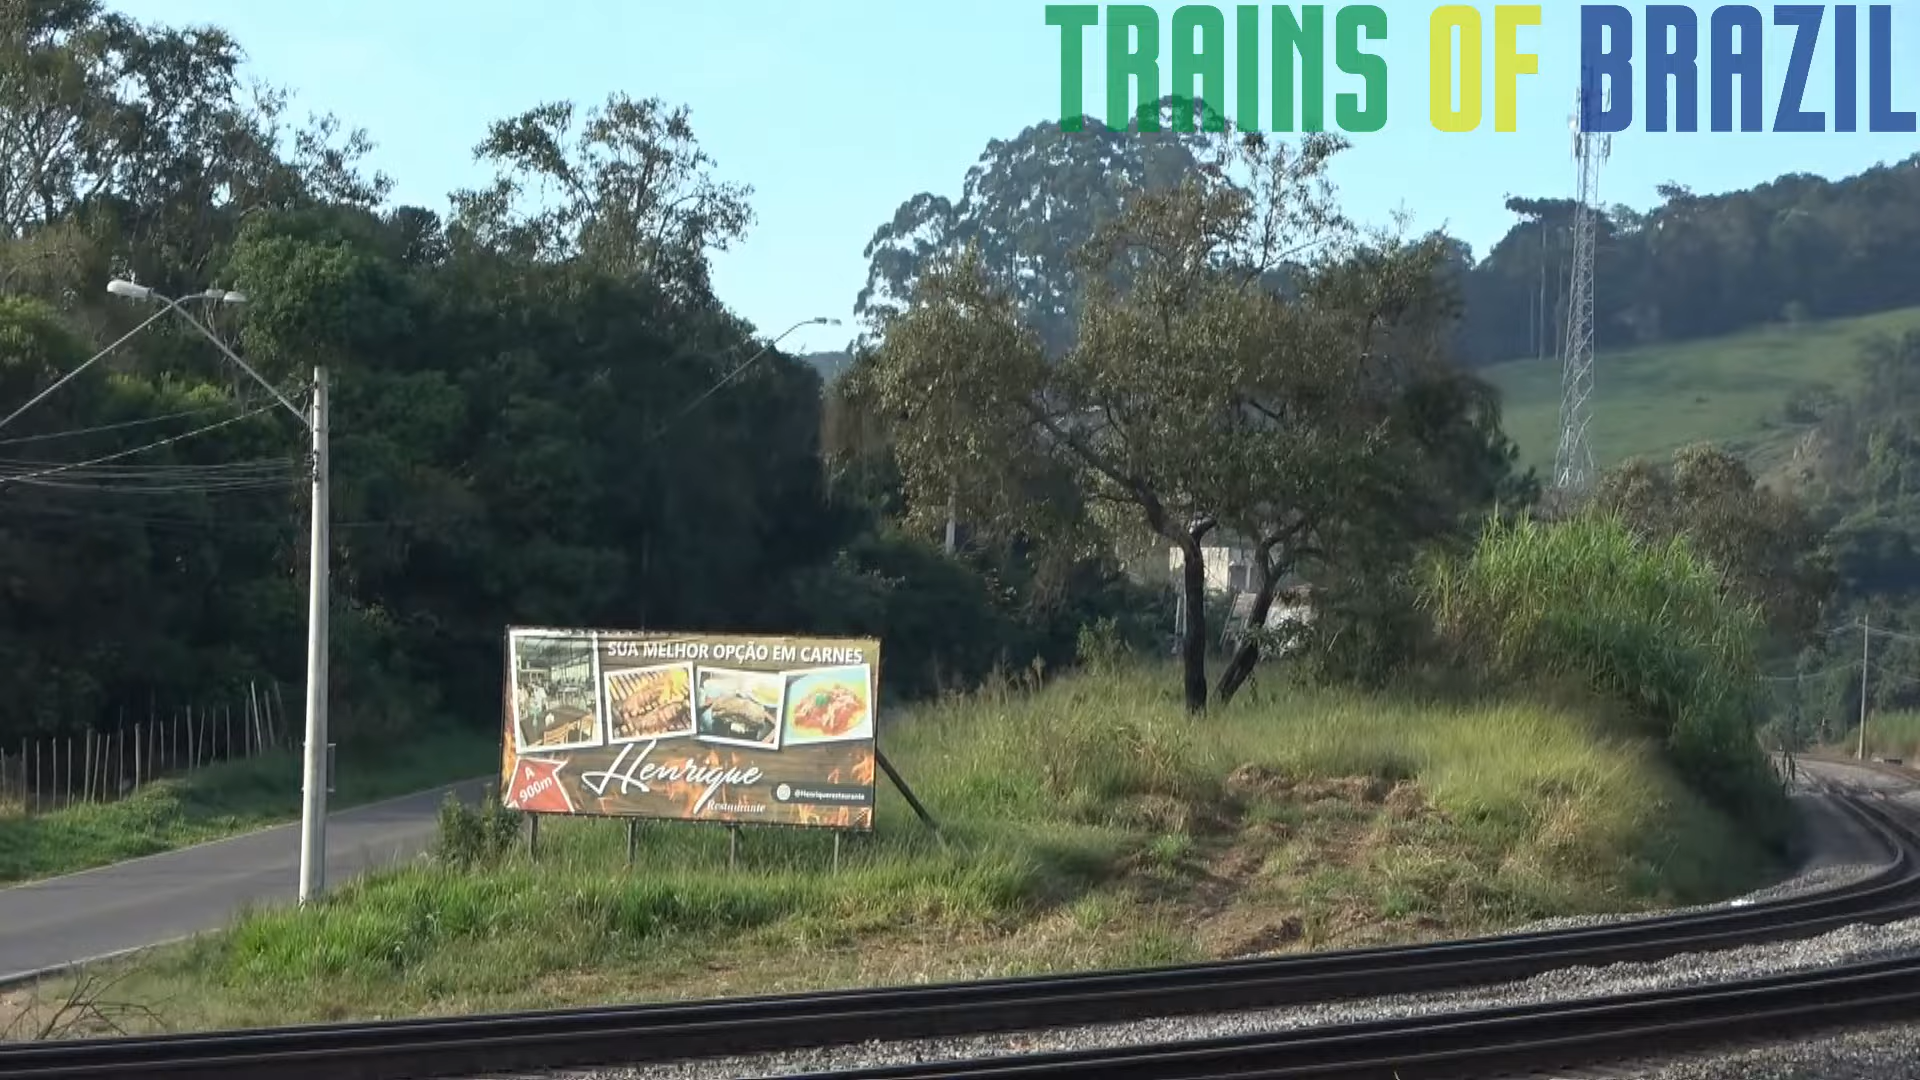 TRAINS OF BRAZIL
SUA MELHOR OPÇÃO EM CARNES
A
900m
Henrique
Restaurante
@Henriquerestaurante